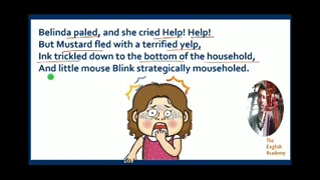 Belinda paled, and she cried Help! Help!
But Mustard fled with a terrified yelp,
Ink trickled down to the bottom of the household,
And little mouse Blink strategically mouseholed.
The
English
Academy